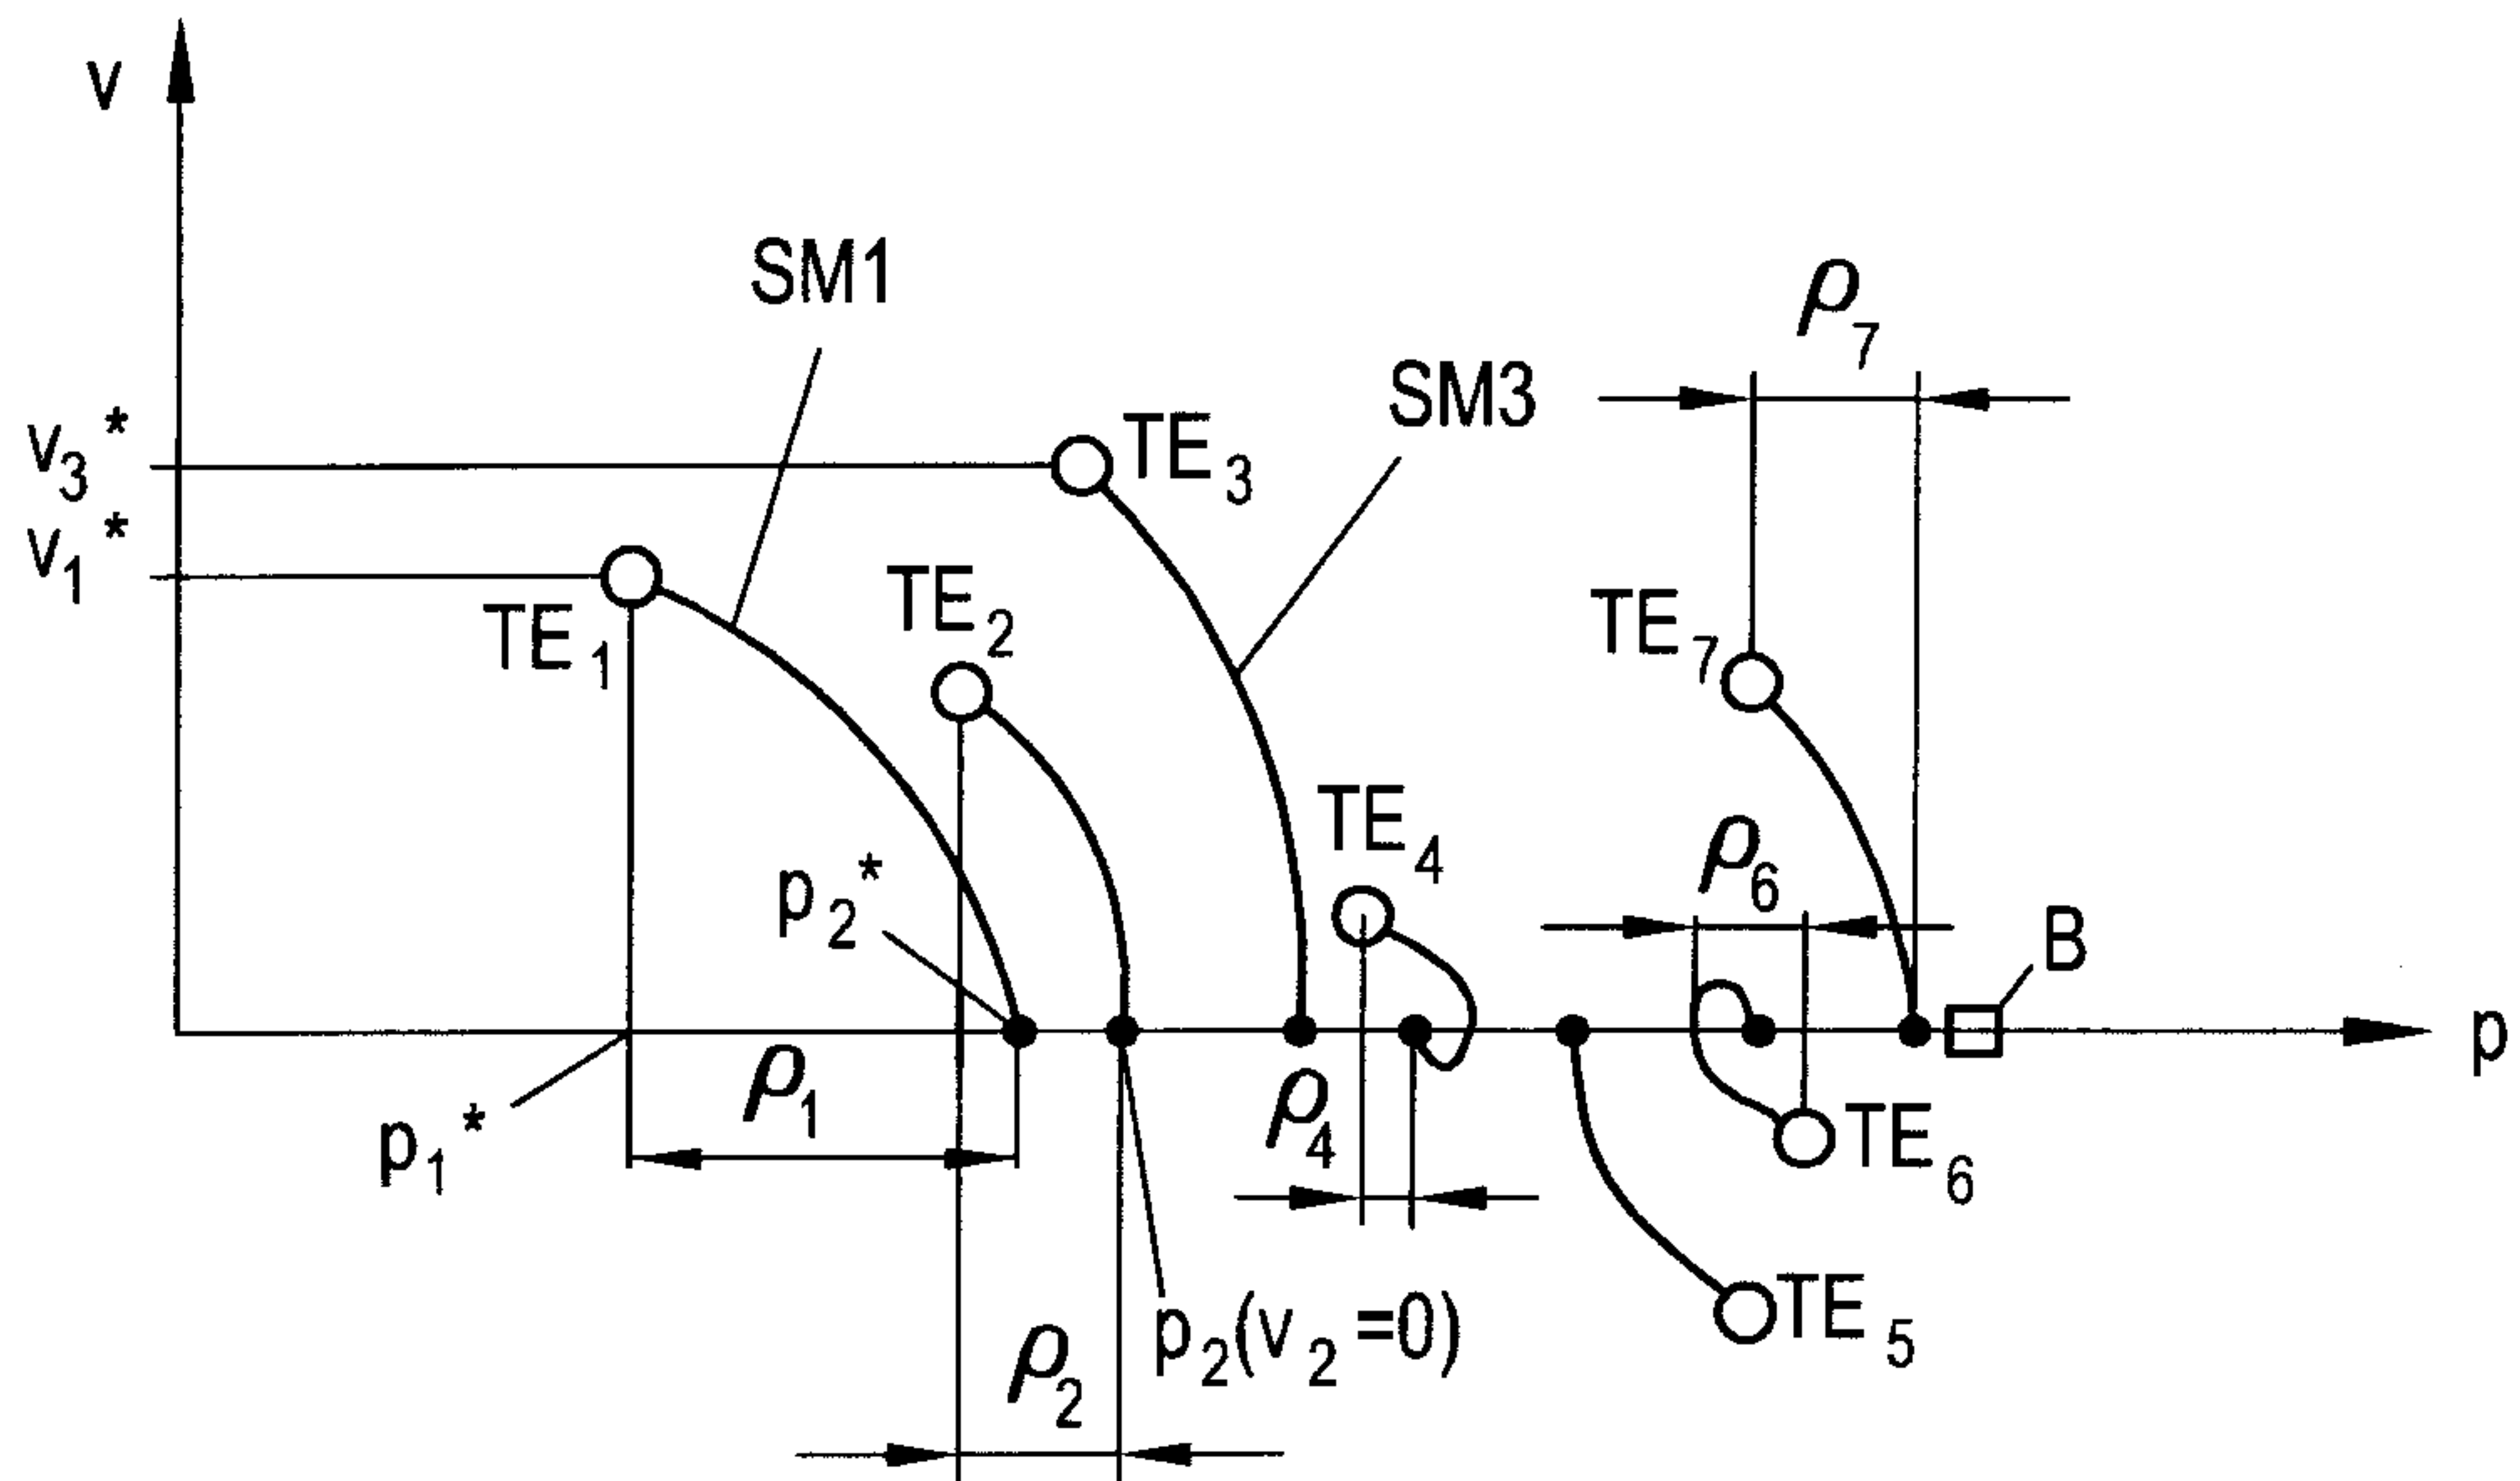 v
SM1
ρ7
SM3
v3*
TE3
v1*
TE2
TE7
TE1
TE4
ρ6
p2*
B
p
ρ1
ρ4
p1*
TE6
TE5
p2(v2=0)
ρ2